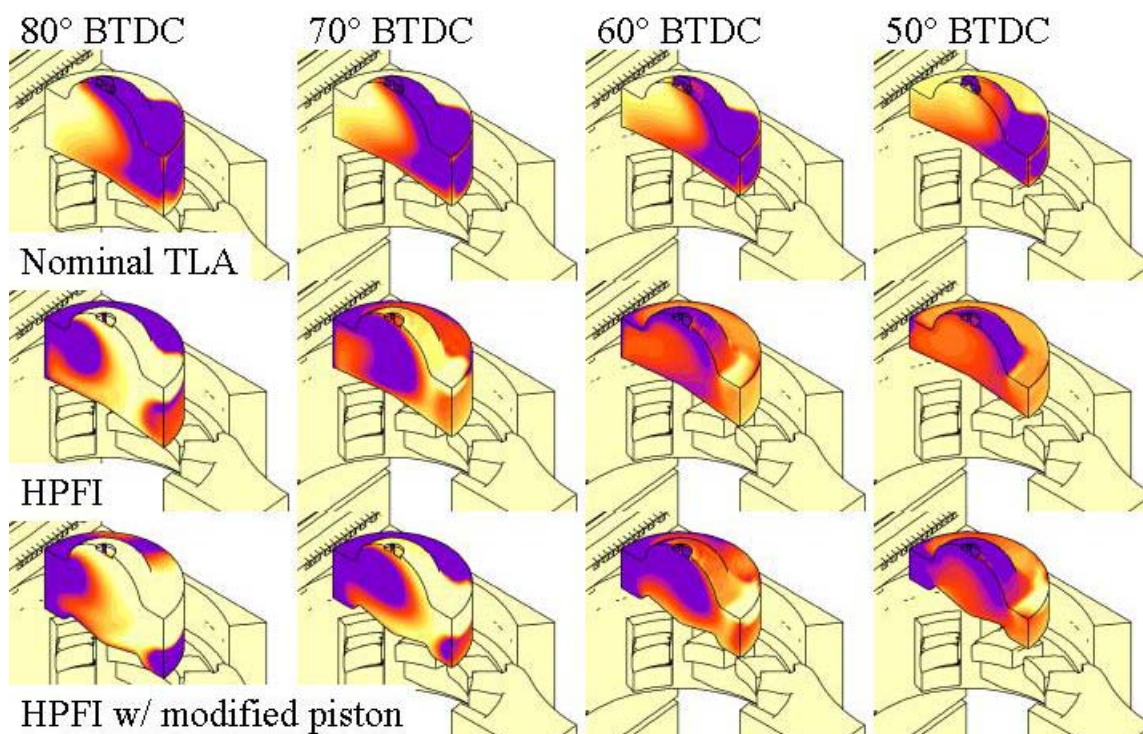 80° BTDC 70° BTDC 60° BTDC 50° BTDC
Nominal TLA
HPFI
HPFI w/ modified piston